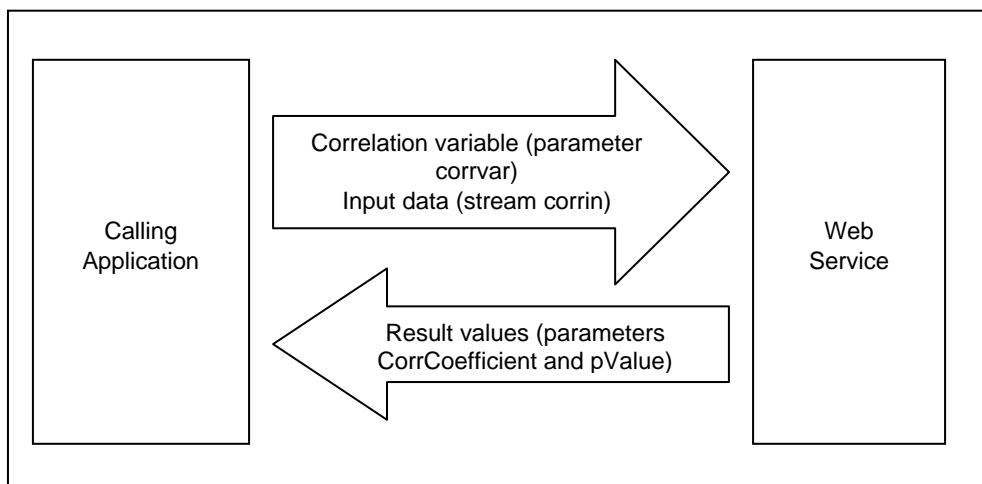 Calling
Application
Correlation variable (parameter
corrvar)
Input data (stream corrin)
Result values (parameters
CorrCoefficient and pValue)
Web
Service